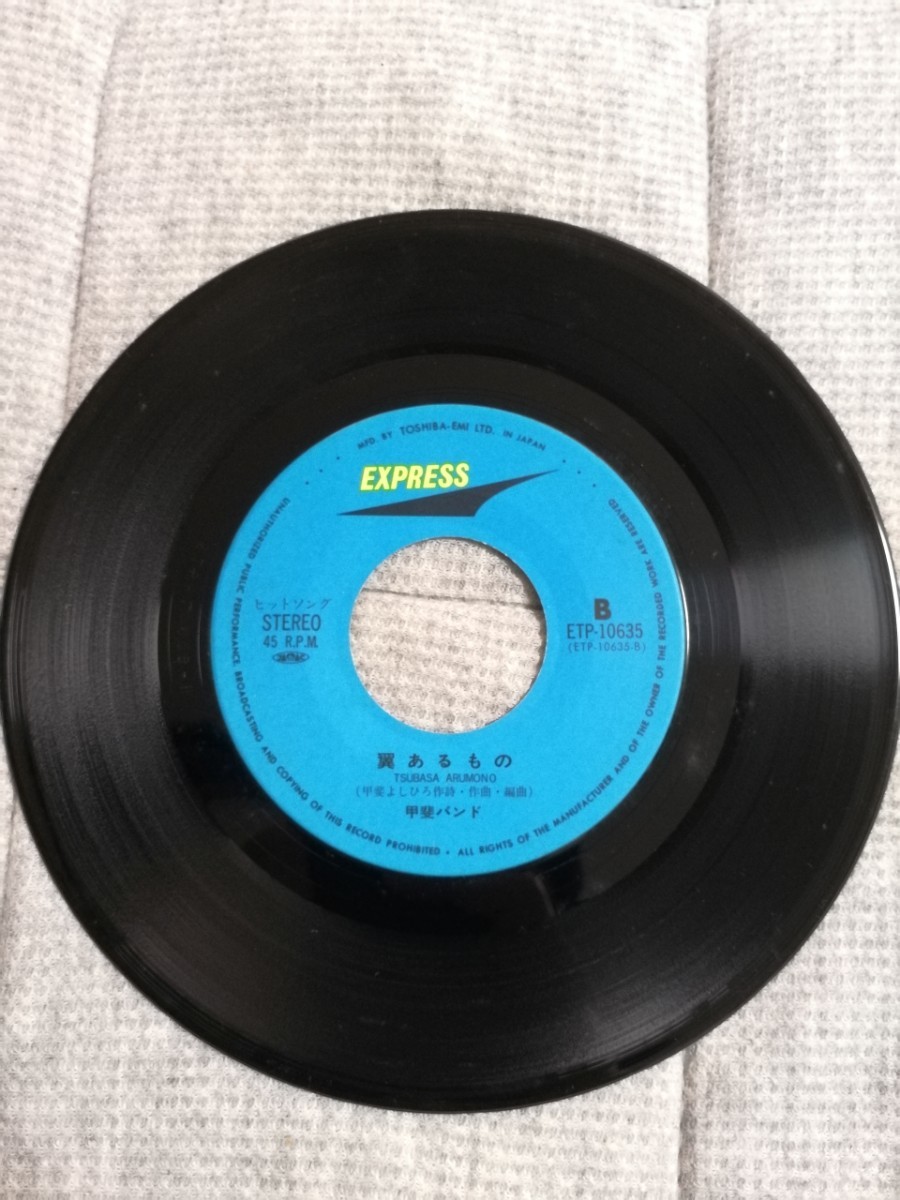 MFD. BY TOSHIBA-EMI LTD. IN JAPAN
EXPRESS
ヒットソング
STEREO
45 R.P.M.
B
ETP-10635
(ETP-10635-B)
翼あるもの
TSUBASA ARUMONO
(甲斐よしひろ作詩・作曲・編曲)
甲斐バンド
UNAUTHORIZED PUBLIC PERFORMANCE, BROADCASTING AND COPYING OF THIS RECORD PROHIBITED • ALL RIGHTS OF THE MANUFACTURER AND OF THE OWNER OF THE RECORDED WORK ARE RESERVED